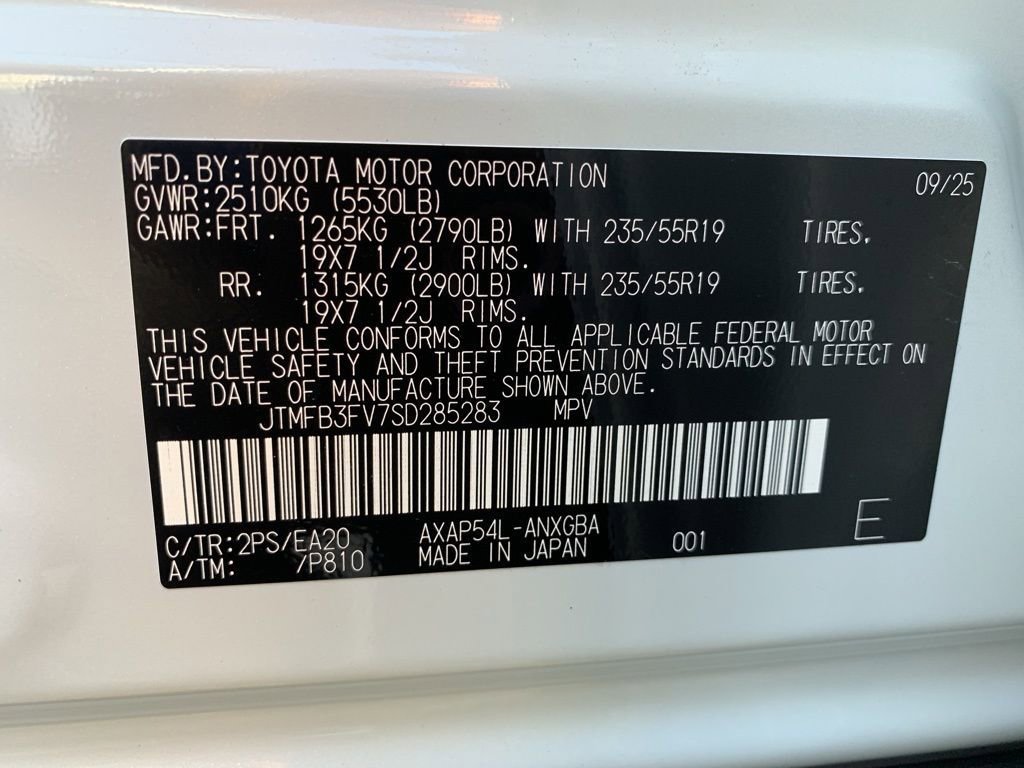 MFD.BY:TOYOTA MOTOR CORPORATION 09/25
GVWR:2510KG (5530LB)
GAWR:FRT. 1265KG (2790LB) WITH 235/55R19 TIRES.
19X7 1/2J RIMS.
RR. 1315KG (2900LB) WITH 235/55R19 TIRES.
19X7 1/2J RIMS.
THIS VEHICLE CONFORMS TO ALL APPLICABLE FEDERAL MOTOR
VEHICLE SAFETY AND THEFT PREVENTION STANDARDS IN EFFECT ON
THE DATE OF MANUFACTURE SHOWN ABOVE.
JTMFB3FV7SD285283 MPV
C/TR:2PS/EA20 AXAP54L-ANXGBA 001 E
A/TM: /P810 MADE IN JAPAN